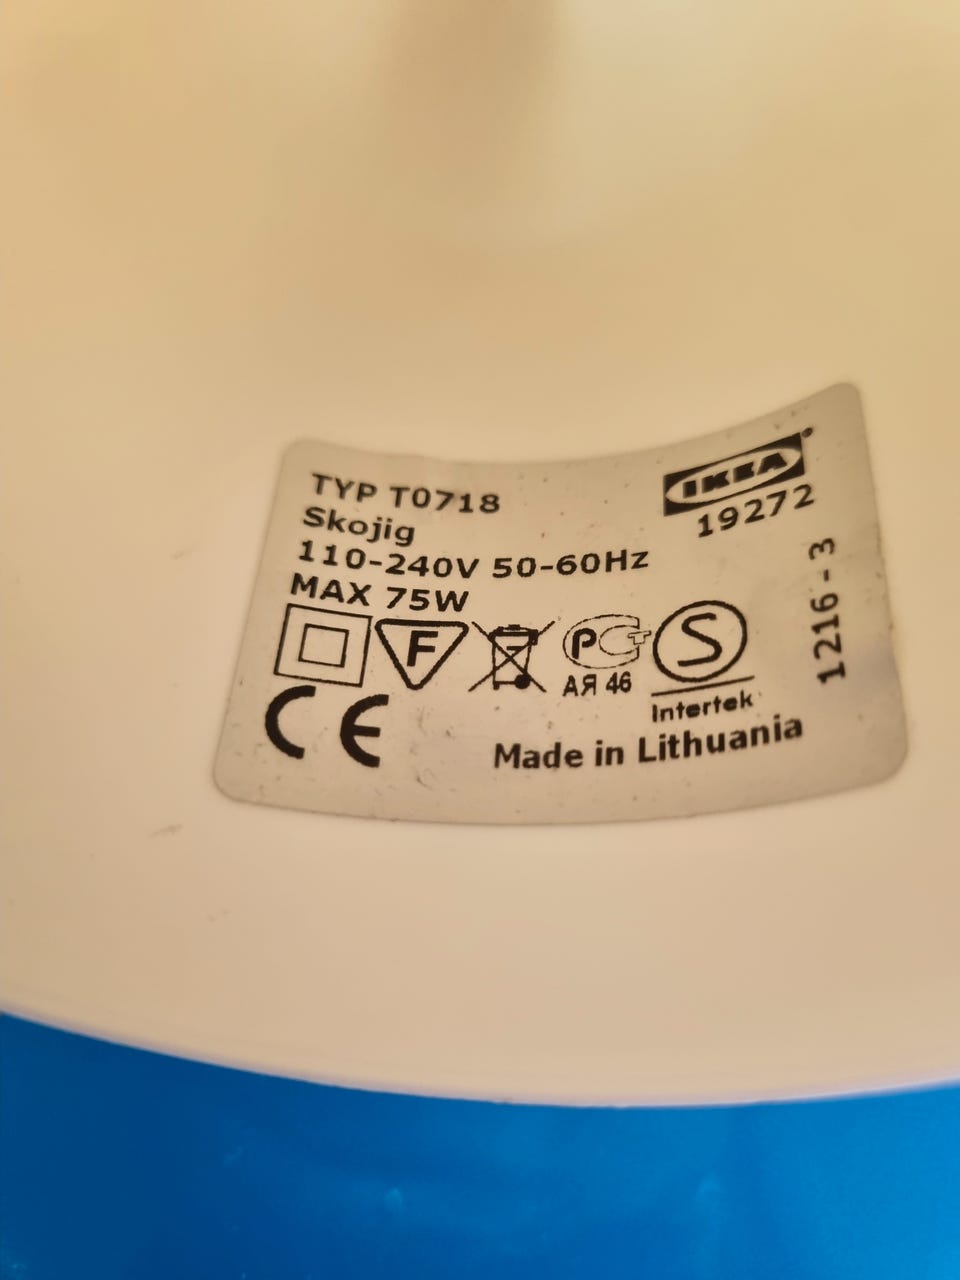 TYP T0718
Skojig
110-240V 50-60Hz
MAX 75W
IKEA®
19272
1216-3
F
PCT
АЯ 46
S
Intertek
CE
Made in Lithuania